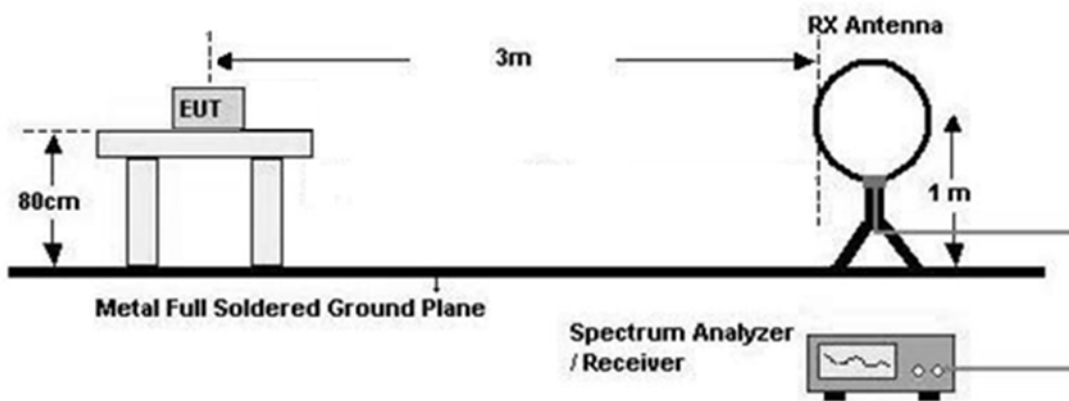 RX Antenna
3m
EUT
80cm
1 m
Metal Full Soldered Ground Plane
Spectrum Analyzer
/ Receiver